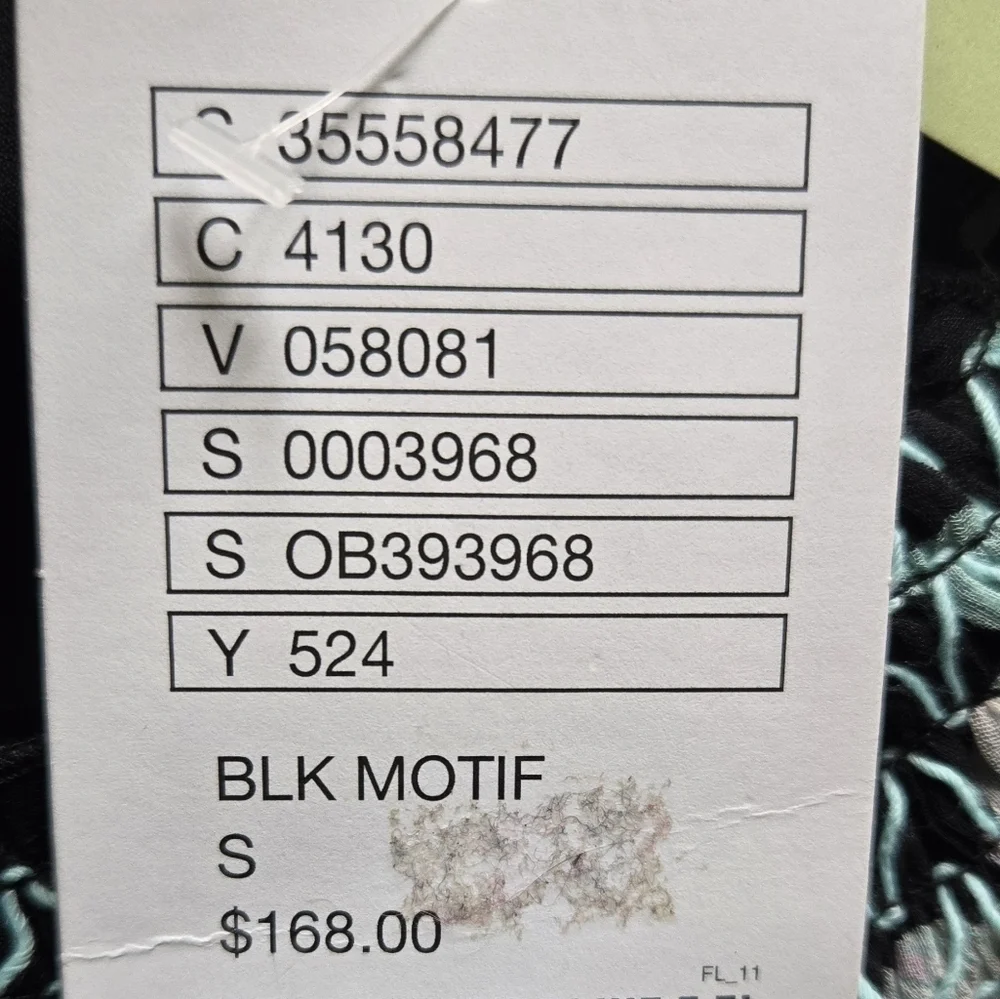 35558477
C 4130
V 058081
S 0003968
S OB393968
Y 524
BLK MOTIF
S
$168.00
FL_11